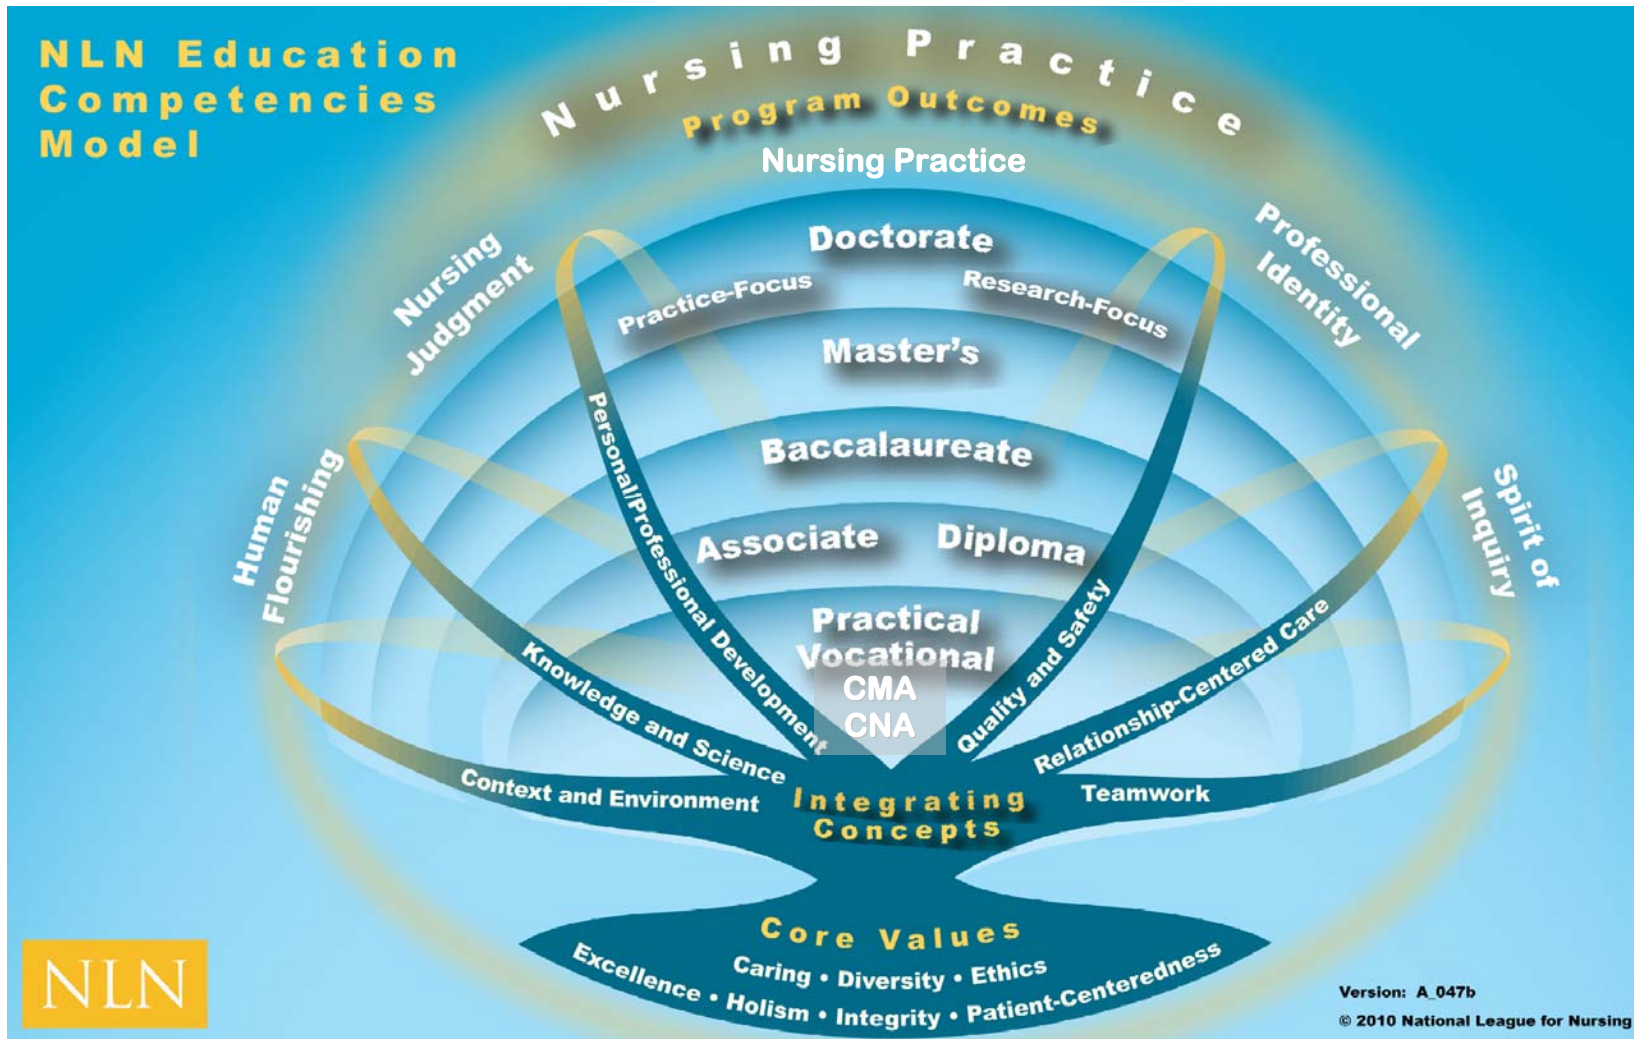 NLN Education
Competencies
Model
Nursing Practice
Program Outcomes
Nursing Practice
Human
Flourishing
Nursing
Judgment
Professional
Identity
Spirit of
Inquiry
Doctorate
Practice-Focus
Research-Focus
Master's
Baccalaureate
Associate
Diploma
Practical
Vocational
CMA
CNA
Context and Environment
Knowledge and Science
Personal/Professional Development
Quality and Safety
Relationship-Centered Care
Teamwork
Integrating
Concepts
Core Values
Caring • Diversity • Ethics
Excellence • Holism • Integrity • Patient-Centeredness
NLN
Version: A_047b
© 2010 National League for Nursing